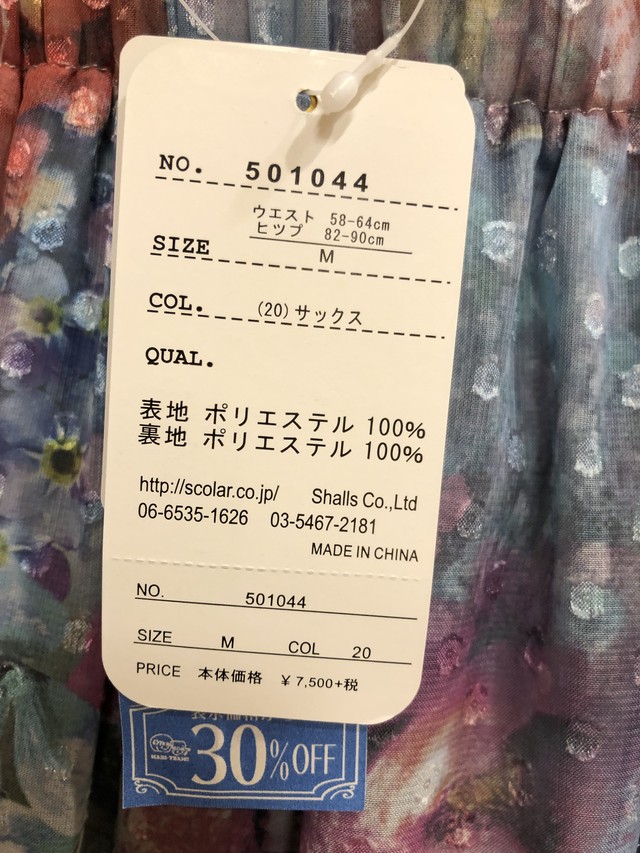 NO. 501044
ウエスト 58-64cm
ヒップ 82-90cm
SIZE M
COL. (20)サックス
QUAL.
表地 ポリエステル 100%
裏地 ポリエステル 100%
http://scolar.co.jp/ Shalls Co.,Ltd
06-6535-1626 03-5467-2181
MADE IN CHINA
NO. 501044
SIZE M COL 20
PRICE 本体価格 ¥7,500+税
30%OFF